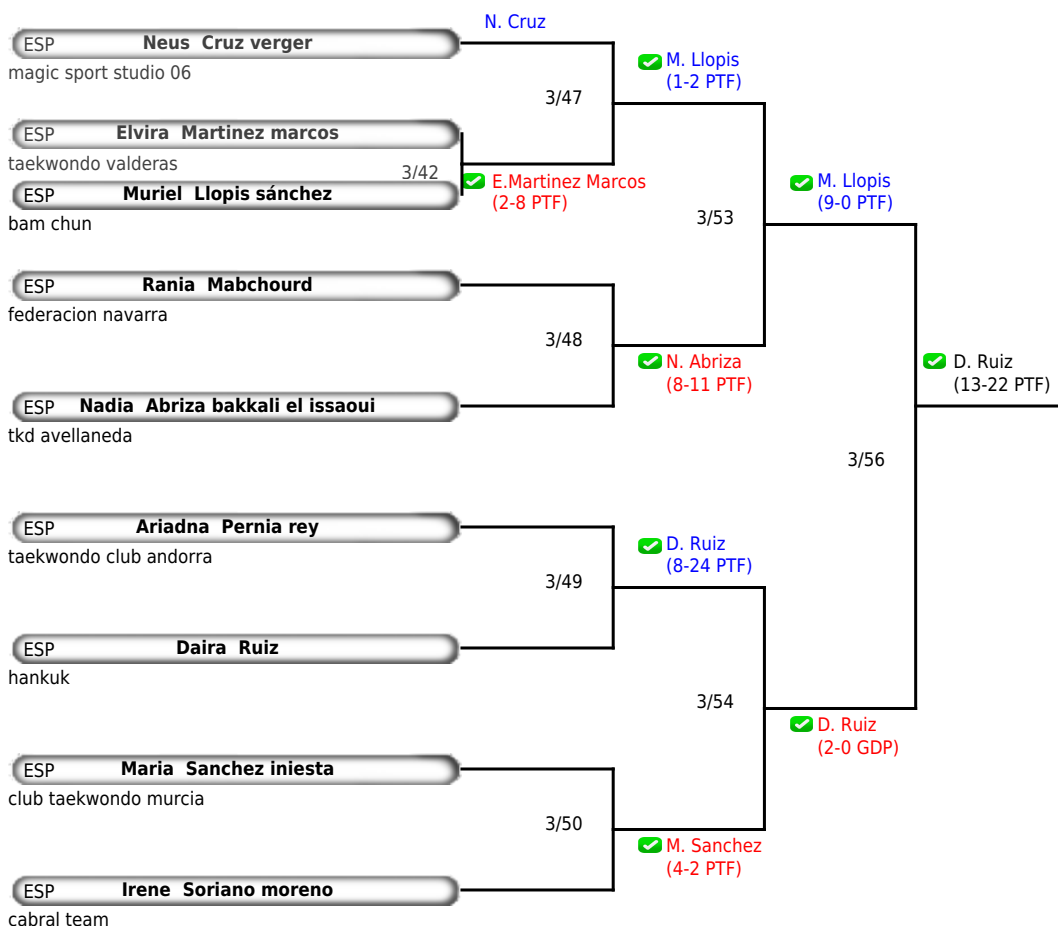 N. Cruz
ESP Neus Cruz verger
magic sport studio 06
M. Llopis
(1-2 PTF)
3/47
ESP Elvira Martinez marcos
taekwondo valderas
3/42
E.Martinez Marcos
(2-8 PTF)
ESP Muriel Llopis sánchez
bam chun
M. Llopis
(9-0 PTF)
3/53
ESP Rania Mabchourd
federacion navarra
3/48
N. Abriza
(8-11 PTF)
D. Ruiz
(13-22 PTF)
ESP Nadia Abriza bakkali el issaoui
tkd avellaneda
3/56
ESP Ariadna Pernia rey
taekwondo club andorra
D. Ruiz
(8-24 PTF)
3/49
ESP Daira Ruiz
hankuk
3/54
D. Ruiz
(2-0 GDP)
ESP Maria Sanchez iniesta
club taekwondo murcia
3/50
M. Sanchez
(4-2 PTF)
ESP Irene Soriano moreno
cabral team